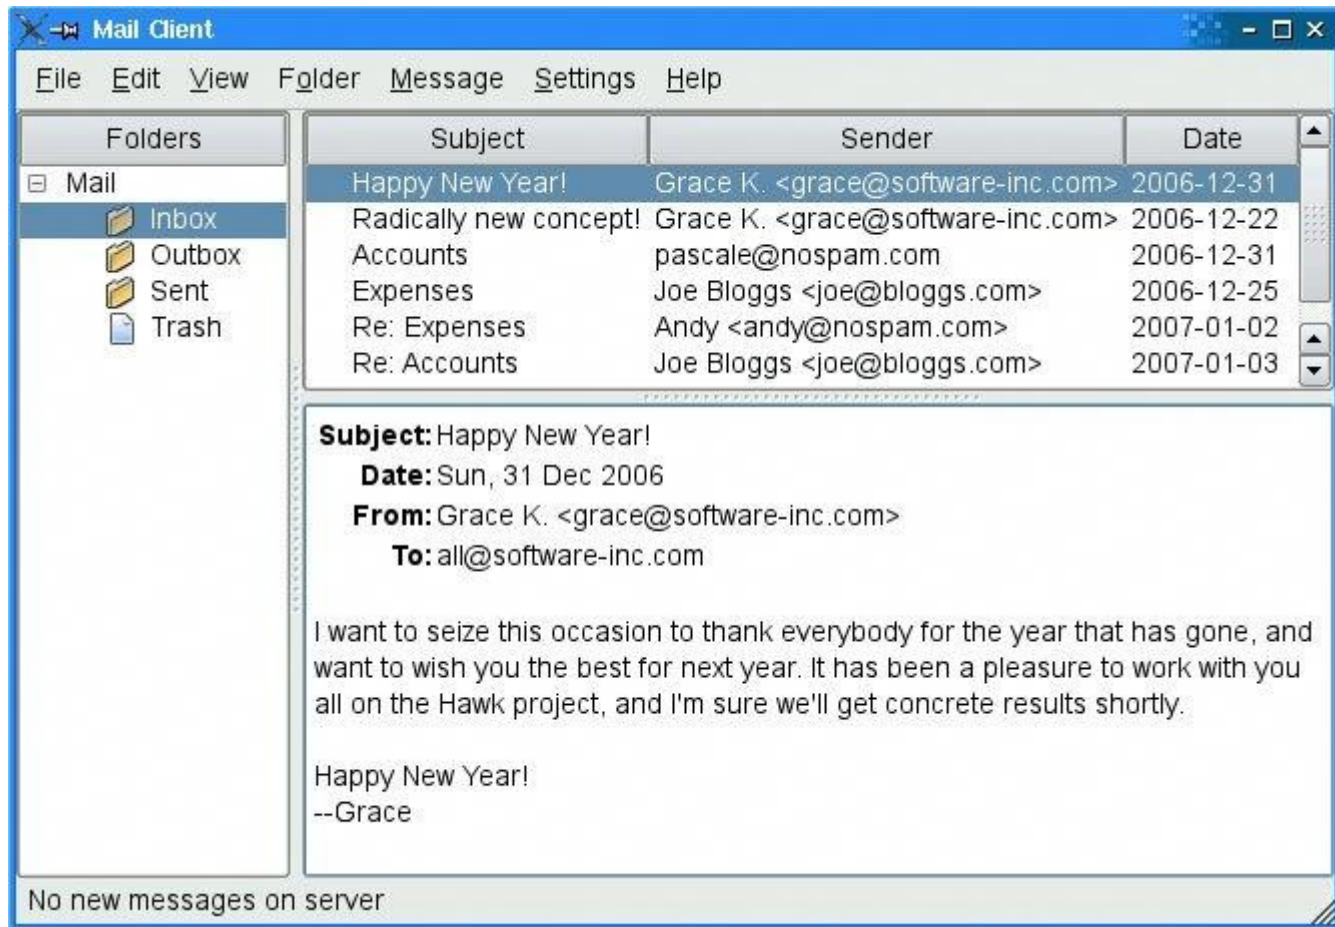 Mail Client
File Edit View Folder Message Settings Help
Folders
Mail
Inbox
Outbox
Sent
Trash
Subject Sender Date
Happy New Year! Grace K. <grace@software-inc.com> 2006-12-31
Radically new concept! Grace K. <grace@software-inc.com> 2006-12-22
Accounts pascale@nospam.com 2006-12-31
Expenses Joe Bloggs <joe@bloggs.com> 2006-12-25
Re: Expenses Andy <andy@nospam.com> 2007-01-02
Re: Accounts Joe Bloggs <joe@bloggs.com> 2007-01-03
Subject: Happy New Year!
Date: Sun, 31 Dec 2006
From: Grace K. <grace@software-inc.com>
To: all@software-inc.com
I want to seize this occasion to thank everybody for the year that has gone, and
want to wish you the best for next year. It has been a pleasure to work with you
all on the Hawk project, and I'm sure we'll get concrete results shortly.
Happy New Year!
--Grace
No new messages on server